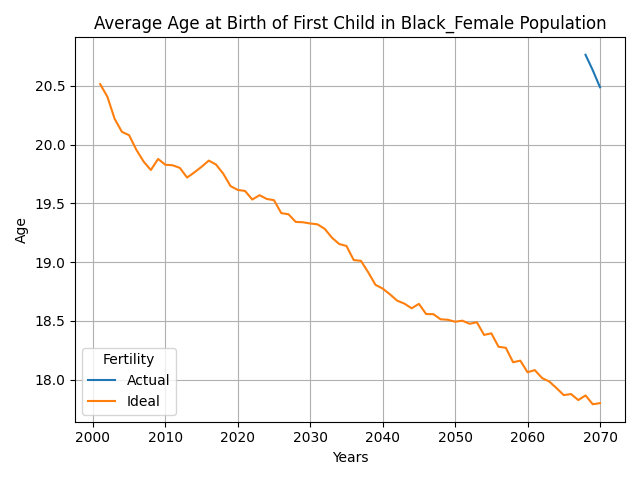 Average Age at Birth of First Child in Black_Female Population
Age
20.5
20.0
19.5
19.0
18.5
18.0
Fertility
Actual
Ideal
2000 2010 2020 2030 2040 2050 2060 2070
Years